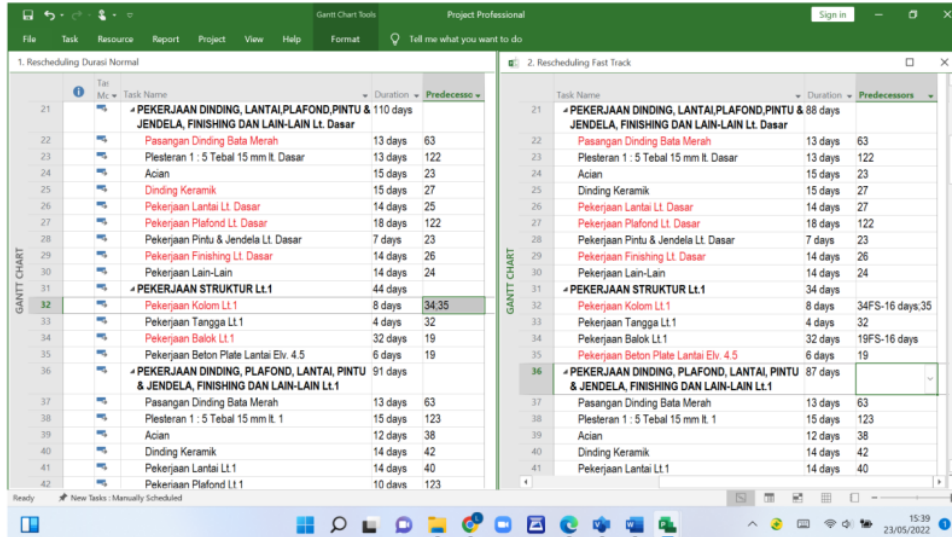 Gantt Chart Tools Project Professional Sign in
File Task Resource Report Project View Help Format Tell me what you want to do
1. Rescheduling Durasi Normal
Task Name Duration Predecesso
21 PEKERJAAN DINDING, LANTAI,PLAFOND,PINTU & 110 days
JENDELA, FINISHING DAN LAIN-LAIN Lt. Dasar
22 Pasangan Dinding Bata Merah 13 days 63
23 Plesteran 1 : 5 Tebal 15 mm lt. Dasar 13 days 122
24 Acian 15 days 23
25 Dinding Keramik 15 days 27
26 Pekerjaan Lantai Lt. Dasar 14 days 25
27 Pekerjaan Plafond Lt. Dasar 18 days 122
28 Pekerjaan Pintu & Jendela Lt. Dasar 7 days 23
29 Pekerjaan Finishing Lt. Dasar 14 days 26
30 Pekerjaan Lain-Lain 14 days 24
31 PEKERJAAN STRUKTUR Lt.1 44 days
32 Pekerjaan Kolom Lt.1 8 days 34;35
33 Pekerjaan Tangga Lt.1 4 days 32
34 Pekerjaan Balok Lt.1 32 days 19
35 Pekerjaan Beton Plate Lantai Elv. 4.5 6 days 19
36 PEKERJAAN DINDING, PLAFOND, LANTAI, PINTU 91 days
& JENDELA, FINISHING DAN LAIN-LAIN Lt.1
37 Pasangan Dinding Bata Merah 13 days 63
38 Plesteran 1 : 5 Tebal 15 mm lt. 1 15 days 123
39 Acian 12 days 38
40 Dinding Keramik 14 days 42
41 Pekerjaan Lantai Lt.1 14 days 40
42 Pekerjaan Plafond Lt.1 10 days 123
GANTT CHART
2. Rescheduling Fast Track
Task Name Duration Predecessors
21 PEKERJAAN DINDING, LANTAI,PLAFOND,PINTU & 88 days
JENDELA, FINISHING DAN LAIN-LAIN Lt. Dasar
22 Pasangan Dinding Bata Merah 13 days 63
23 Plesteran 1 : 5 Tebal 15 mm lt. Dasar 13 days 122
24 Acian 15 days 23
25 Dinding Keramik 15 days 27
26 Pekerjaan Lantai Lt. Dasar 14 days 27
27 Pekerjaan Plafond Lt. Dasar 18 days 122
28 Pekerjaan Pintu & Jendela Lt. Dasar 7 days 23
29 Pekerjaan Finishing Lt. Dasar 14 days 26
30 Pekerjaan Lain-Lain 14 days 24
31 PEKERJAAN STRUKTUR Lt.1 34 days
32 Pekerjaan Kolom Lt.1 8 days 34FS-16 days;35
33 Pekerjaan Tangga Lt.1 4 days 32
34 Pekerjaan Balok Lt.1 32 days 19FS-16 days
35 Pekerjaan Beton Plate Lantai Elv. 4.5 6 days 19
36 PEKERJAAN DINDING, PLAFOND, LANTAI, PINTU 87 days
& JENDELA, FINISHING DAN LAIN-LAIN Lt.1
37 Pasangan Dinding Bata Merah 13 days 63
38 Plesteran 1 : 5 Tebal 15 mm lt. 1 15 days 123
39 Acian 12 days 38
40 Dinding Keramik 14 days 42
41 Pekerjaan Lantai Lt.1 14 days 40
GANTT CHART
Ready New Tasks : Manually Scheduled
15:39
23/05/2022